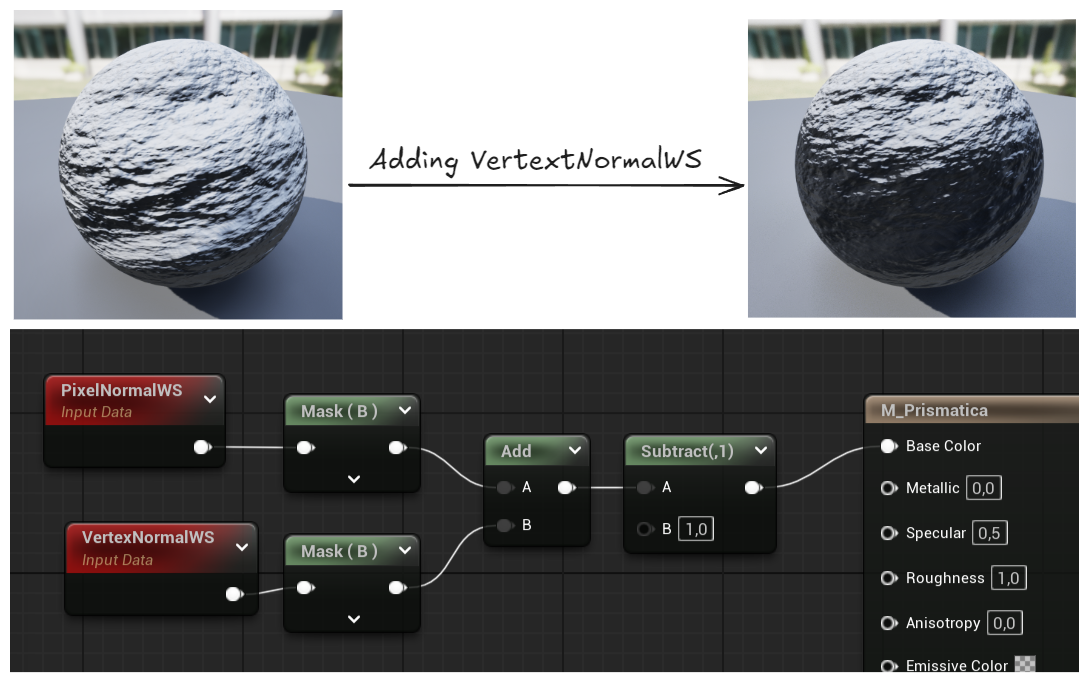 Adding VertextNormalWS
PixelNormalWS
Input Data
Mask ( B )
Add
A
B
Subtract(,1)
A
B 1,0
VertexNormalWS
Input Data
Mask ( B )
M_Prismatica
Base Color
Metallic 0,0
Specular 0,5
Roughness 1,0
Anisotropy 0,0
Emissive Color